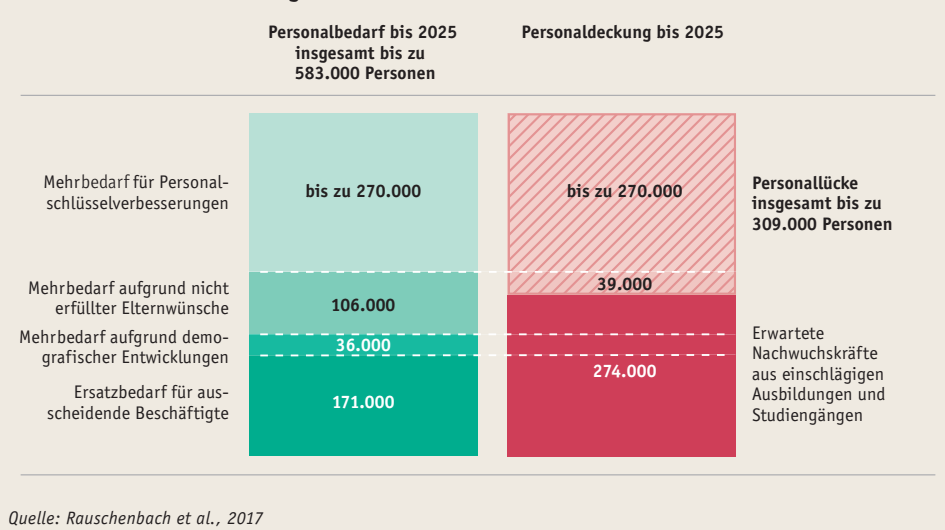 Personalbedarf bis 2025
insgesamt bis zu
583.000 Personen
Personaldeckung bis 2025
Mehrbedarf für Personal-
schlüsselverbesserungen
bis zu 270.000
bis zu 270.000
Personallücke
insgesamt bis zu
309.000 Personen
Mehrbedarf aufgrund nicht
erfüllter Elternwünsche
106.000
39.000
Mehrbedarf aufgrund demo-
grafischer Entwicklungen
36.000
Ersatzbedarf für aus-
scheidende Beschäftigte
171.000
274.000
Erwartete
Nachwuchskräfte
aus einschlägigen
Ausbildungen und
Studiengängen
Quelle: Rauschenbach et al., 2017